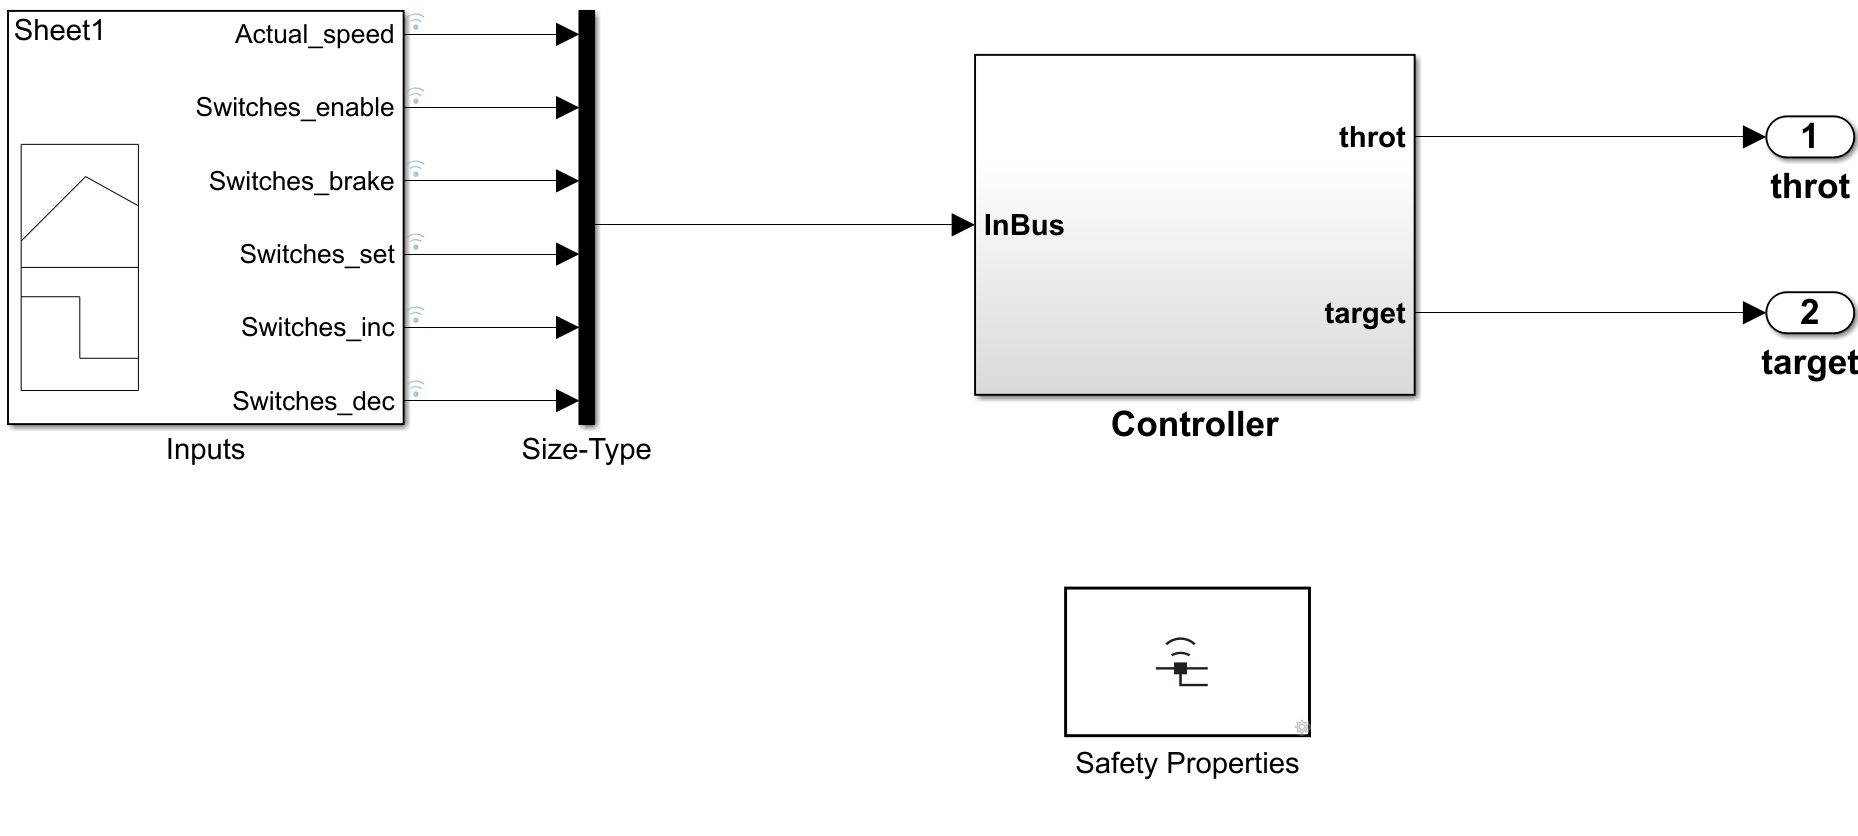 Sheet1
Actual_speed
Switches_enable
Switches_brake
Switches_set
Switches_inc
Switches_dec
Inputs
Size-Type
InBus
throt
target
Controller
1
throt
2
target
Safety Properties